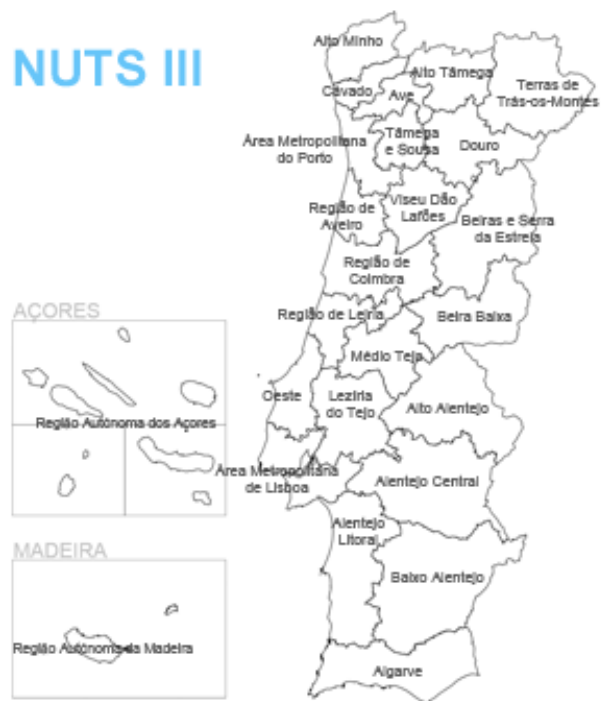 NUTS III
Alto Minho
Alto Tâmega
Terras de
Trás-os-Montes
Cávado
Ave
Área Metropolitana
do Porto
Tâmega
e Sousa
Douro
Região de
Aveiro
Viseu Dão
Lafões
Beiras e Serra
da Estrela
Região de
Coimbra
Região de Leiria
Beira Baixa
Médio Tejo
Oeste
Lezíria
do Tejo
Alto Alentejo
Área Metropolitana
de Lisboa
Alentejo Central
Alentejo
Litoral
Baixo Alentejo
Algarve
AÇORES
Região Autónoma dos Açores
MADEIRA
Região Autónoma da Madeira